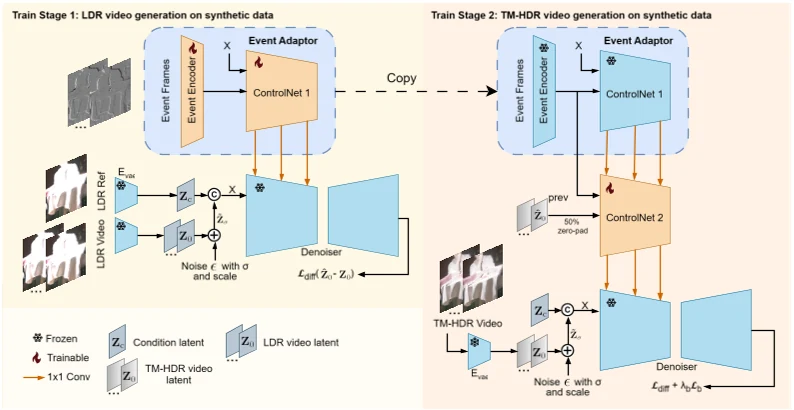 Train Stage 1: LDR video generation on synthetic data
Event Frames
Event Encoder
X
Event Adaptor
ControlNet 1
Copy
...
LDR Ref
E_vae
Z_c
C
X
LDR Video
...
Z_0
...
+
Ẑ_σ
Noise ϵ with σ
and scale
Denoiser
ℒ_diff(Ẑ_0 - Z_0)
Frozen
Trainable
1x1 Conv
Z_c
Condition latent
Z_0
...
LDR video latent
Z_0
...
TM-HDR video
latent
Train Stage 2: TM-HDR video generation on synthetic data
Event Frames
Event Encoder
X
Event Adaptor
ControlNet 1
prev
Ẑ_0
...
50%
zero-pad
ControlNet 2
...
TM-HDR Video
Z_c
C
X
E_vae
Z_0
...
+
Ẑ_σ
Noise ϵ with σ
and scale
Denoiser
ℒ_diff + λ_b ℒ_b